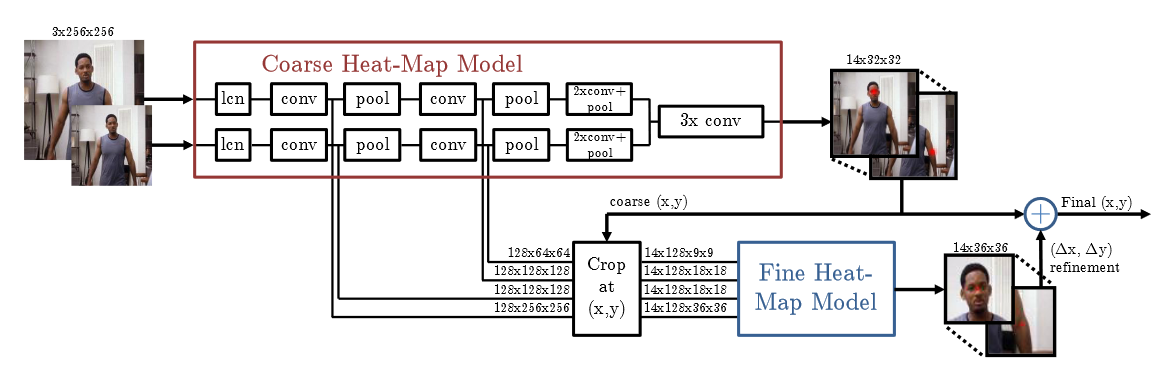 3x256x256
Coarse Heat-Map Model
lcn
conv
pool
conv
pool
2xconv+
pool
lcn
conv
pool
conv
pool
2xconv+
pool
3x conv
14x32x32
coarse (x,y)
Final (x,y)
128x64x64
128x128x128
128x128x128
128x256x256
Crop
at
(x,y)
14x128x9x9
14x128x18x18
14x128x18x18
14x128x36x36
Fine Heat-
Map Model
14x36x36
+
(Δx, Δy)
refinement